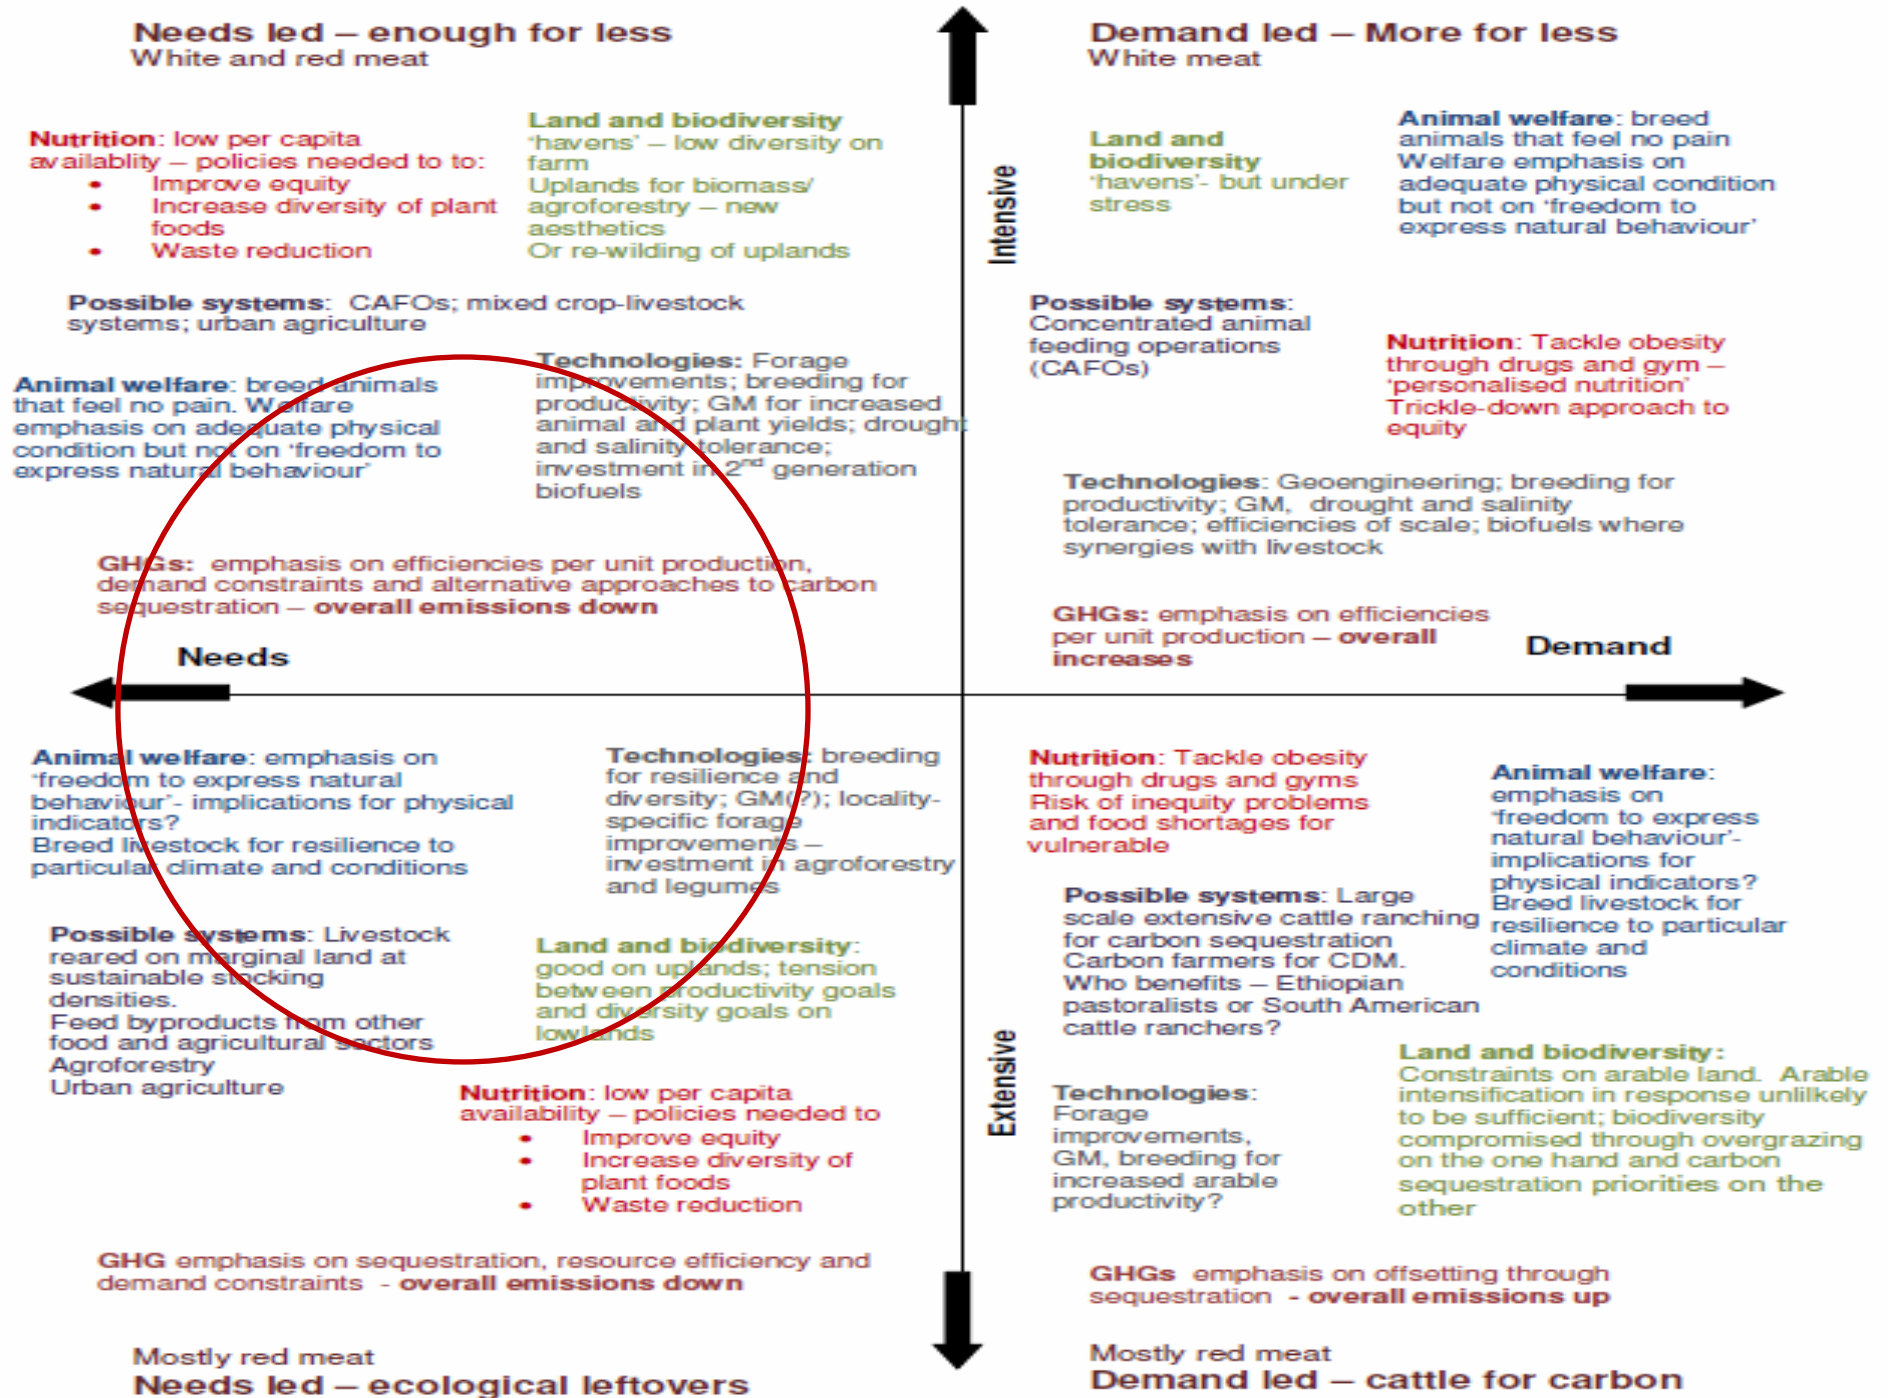 Needs led – enough for less
White and red meat
Nutrition: low per capita
availablity – policies needed to to:
• Improve equity
• Increase diversity of plant
foods
• Waste reduction
Land and biodiversity
‘havens’ – low diversity on
farm
Uplands for biomass/
agroforestry – new
aesthetics
Or re-wilding of uplands
Possible systems: CAFOs; mixed crop-livestock
systems; urban agriculture
Animal welfare: breed animals
that feel no pain. Welfare
emphasis on adequate physical
condition but not on ‘freedom to
express natural behaviour’
Technologies: Forage
improvements; breeding for
productivity; GM for increased
animal and plant yields; drought
and salinity tolerance;
investment in 2nd generation
biofuels
GHGs: emphasis on efficiencies per unit production,
demand constraints and alternative approaches to carbon
sequestration – overall emissions down
Needs
Intensive
Demand led – More for less
White meat
Land and
biodiversity
‘havens’- but under
stress
Animal welfare: breed
animals that feel no pain
Welfare emphasis on
adequate physical condition
but not on ‘freedom to
express natural behaviour’
Possible systems:
Concentrated animal
feeding operations
(CAFOs)
Nutrition: Tackle obesity
through drugs and gym –
‘personalised nutrition’
Trickle-down approach to
equity
Technologies: Geoengineering; breeding for
productivity; GM, drought and salinity
tolerance; efficiencies of scale; biofuels where
synergies with livestock
GHGs: emphasis on efficiencies
per unit production – overall
increases
Demand
Animal welfare: emphasis on
‘freedom to express natural
behaviour’- implications for physical
indicators?
Breed livestock for resilience to
particular climate and conditions
Technologies: breeding
for resilience and
diversity; GM(?); locality-
specific forage
improvements –
investment in agroforestry
and legumes
Possible systems: Livestock
reared on marginal land at
sustainable stocking
densities.
Feed byproducts from other
food and agricultural sectors
Agroforestry
Urban agriculture
Land and biodiversity:
good on uplands; tension
between productivity goals
and diversity goals on
lowlands
Nutrition: low per capita
availability – policies needed to
• Improve equity
• Increase diversity of
plant foods
• Waste reduction
GHG emphasis on sequestration, resource efficiency and
demand constraints - overall emissions down
Mostly red meat
Needs led – ecological leftovers
Extensive
Nutrition: Tackle obesity
through drugs and gyms
Risk of inequity problems
and food shortages for
vulnerable
Animal welfare:
emphasis on
‘freedom to express
natural behaviour’-
implications for
physical indicators?
Breed livestock for
resilience to particular
climate and
conditions
Possible systems: Large
scale extensive cattle ranching
for carbon sequestration
Carbon farmers for CDM.
Who benefits – Ethiopian
pastoralists or South American
cattle ranchers?
Technologies:
Forage
improvements,
GM, breeding for
increased arable
productivity?
Land and biodiversity:
Constraints on arable land. Arable
intensification in response unlilkely
to be sufficient; biodiversity
compromised through overgrazing
on the one hand and carbon
sequestration priorities on the
other
GHGs emphasis on offsetting through
sequestration - overall emissions up
Mostly red meat
Demand led – cattle for carbon